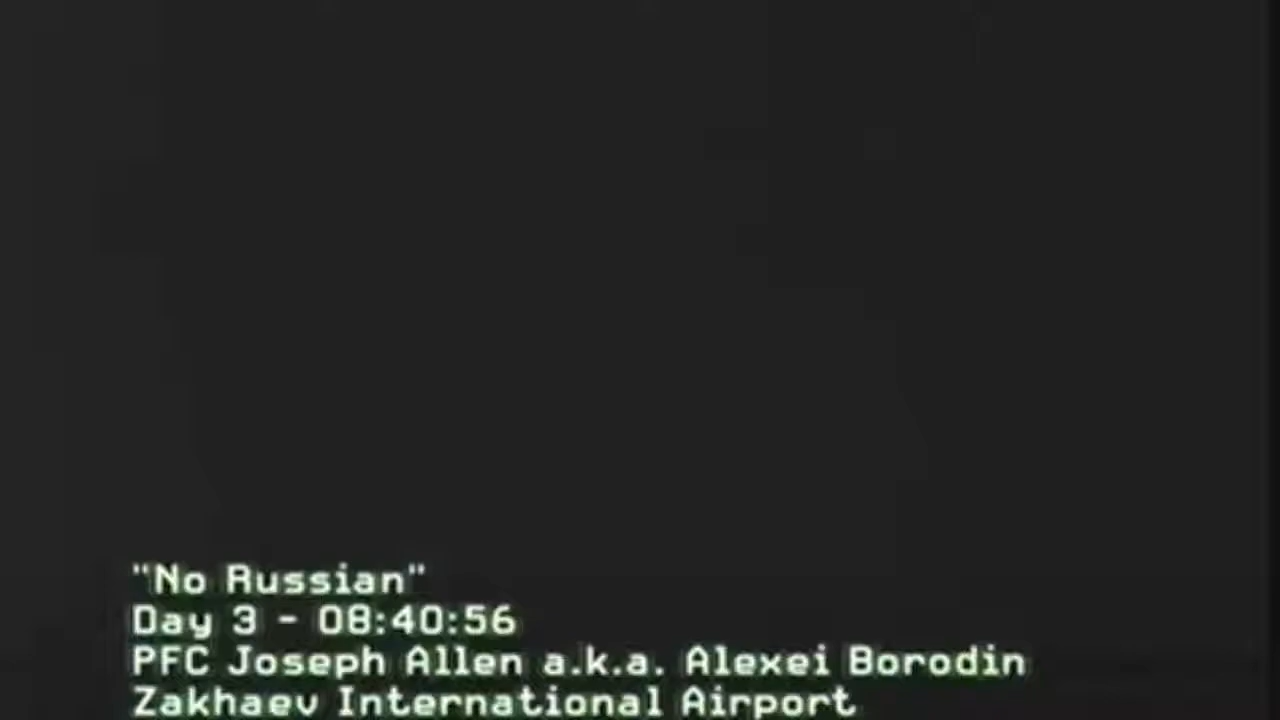 "No Russian"
Day 3 - 08:40:56
PFC Joseph Allen a.k.a. Alexei Borodin
Zakhaev International Airport